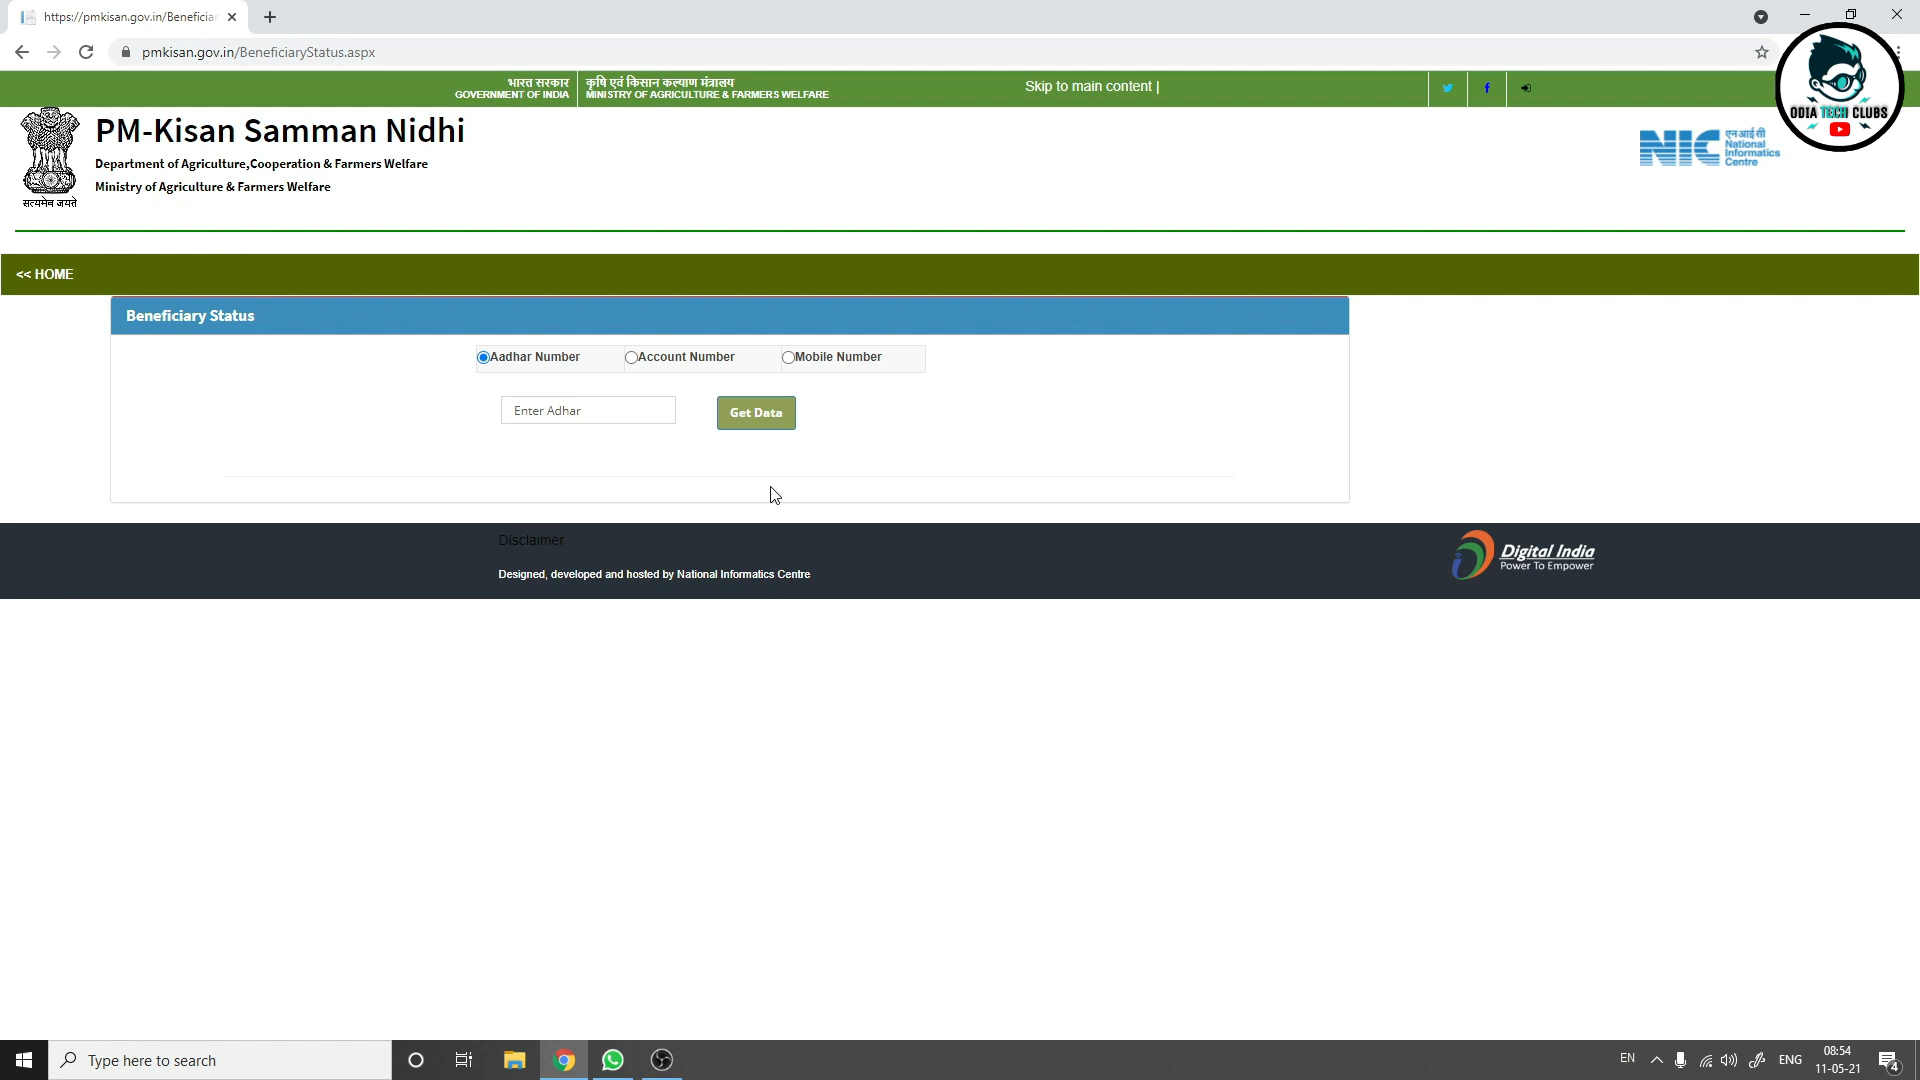 https://pmkisan.gov.in/Beneficiar
pmkisan.gov.in/BeneficiaryStatus.aspx
भारत सरकार
GOVERNMENT OF INDIA
कृषि एवं किसान कल्याण मंत्रालय
MINISTRY OF AGRICULTURE & FARMERS WELFARE
Skip to main content |
ODIA TECH CLUBS
PM-Kisan Samman Nidhi
Department of Agriculture,Cooperation & Farmers Welfare
Ministry of Agriculture & Farmers Welfare
सत्यमेव जयते
NIC
एनआईसी
National
Informatics
Centre
<< HOME
Beneficiary Status
Aadhar Number
Account Number
Mobile Number
Enter Adhar
Get Data
Disclaimer
Designed, developed and hosted by National Informatics Centre
Digital India
Power To Empower
Type here to search
EN
ENG
08:54
11-05-21
4